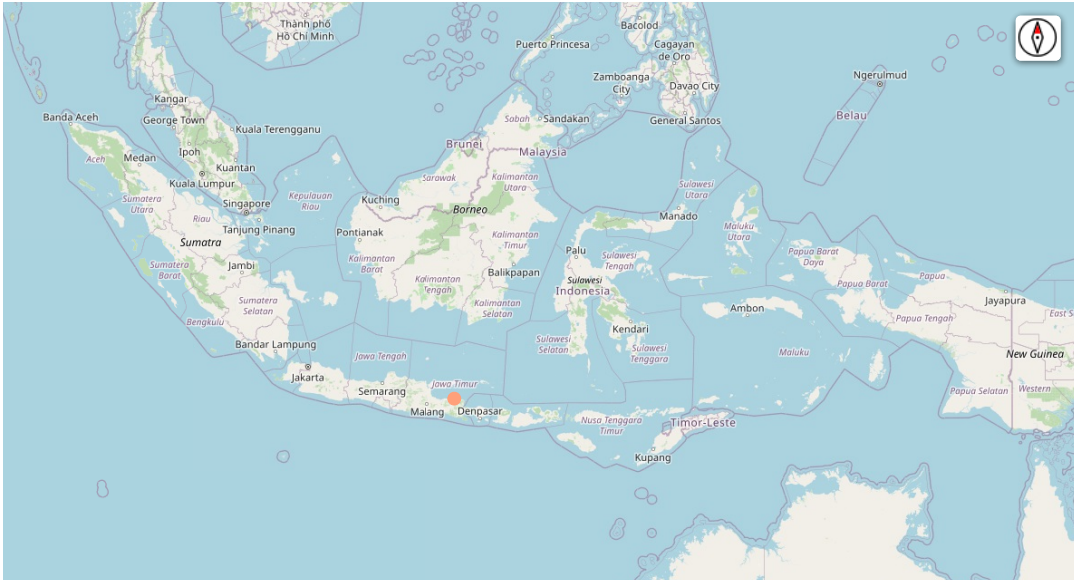 Thành phố
Hồ Chí Minh
Bacolod
Puerto Princesa
Cagayan
de Oro
Zamboanga
City
Davao City
General Santos
Ngerulmud
Belau
Kangar
George Town
Kuala Terengganu
Banda Aceh
Aceh
Medan
Ipoh
Kuantan
Kuala Lumpur
Sabah
Sandakan
Brunei
Malaysia
Sumatera
Utara
Riau
Singapore
Kepulauan
Riau
Tanjung Pinang
Kuching
Sarawak
Kalimantan
Utara
Borneo
Sulawesi
Utara
Manado
Maluku
Utara
Sumatra
Pontianak
Kalimantan
Timur
Palu
Sulawesi
Tengah
Papua Barat
Daya
Papua Barat
Papua
Sumatera
Barat
Jambi
Kalimantan
Barat
Kalimantan
Tengah
Balikpapan
Sulawesi
Indonesia
Jayapura
Sumatera
Selatan
Bengkulu
Kalimantan
Selatan
Ambon
Papua Tengah
East S
Kendari
Bandar Lampung
Sulawesi
Selatan
Sulawesi
Tenggara
Maluku
New Guinea
Jakarta
Jawa Tengah
Semarang
Jawa Timur
Malang
Denpasar
Nusa Tenggara
Timur
Timor-Leste
Papua Selatan
Western
Kupang